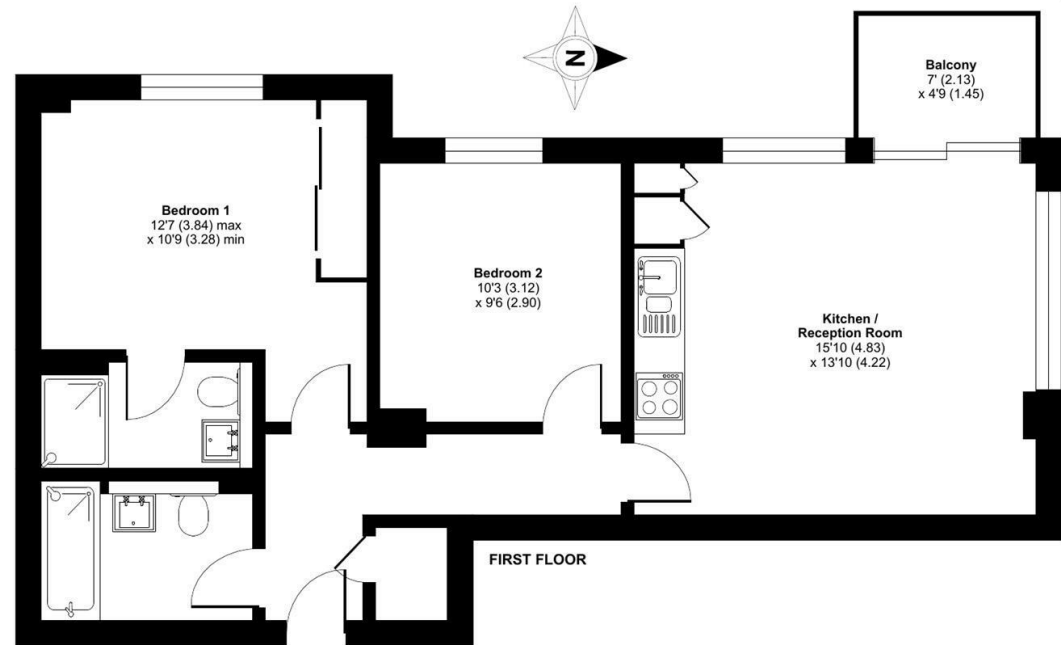 N
Balcony
7' (2.13)
x 4'9 (1.45)
Bedroom 1
12'7 (3.84) max
x 10'9 (3.28) min
Bedroom 2
10'3 (3.12)
x 9'6 (2.90)
Kitchen /
Reception Room
15'10 (4.83)
x 13'10 (4.22)
FIRST FLOOR